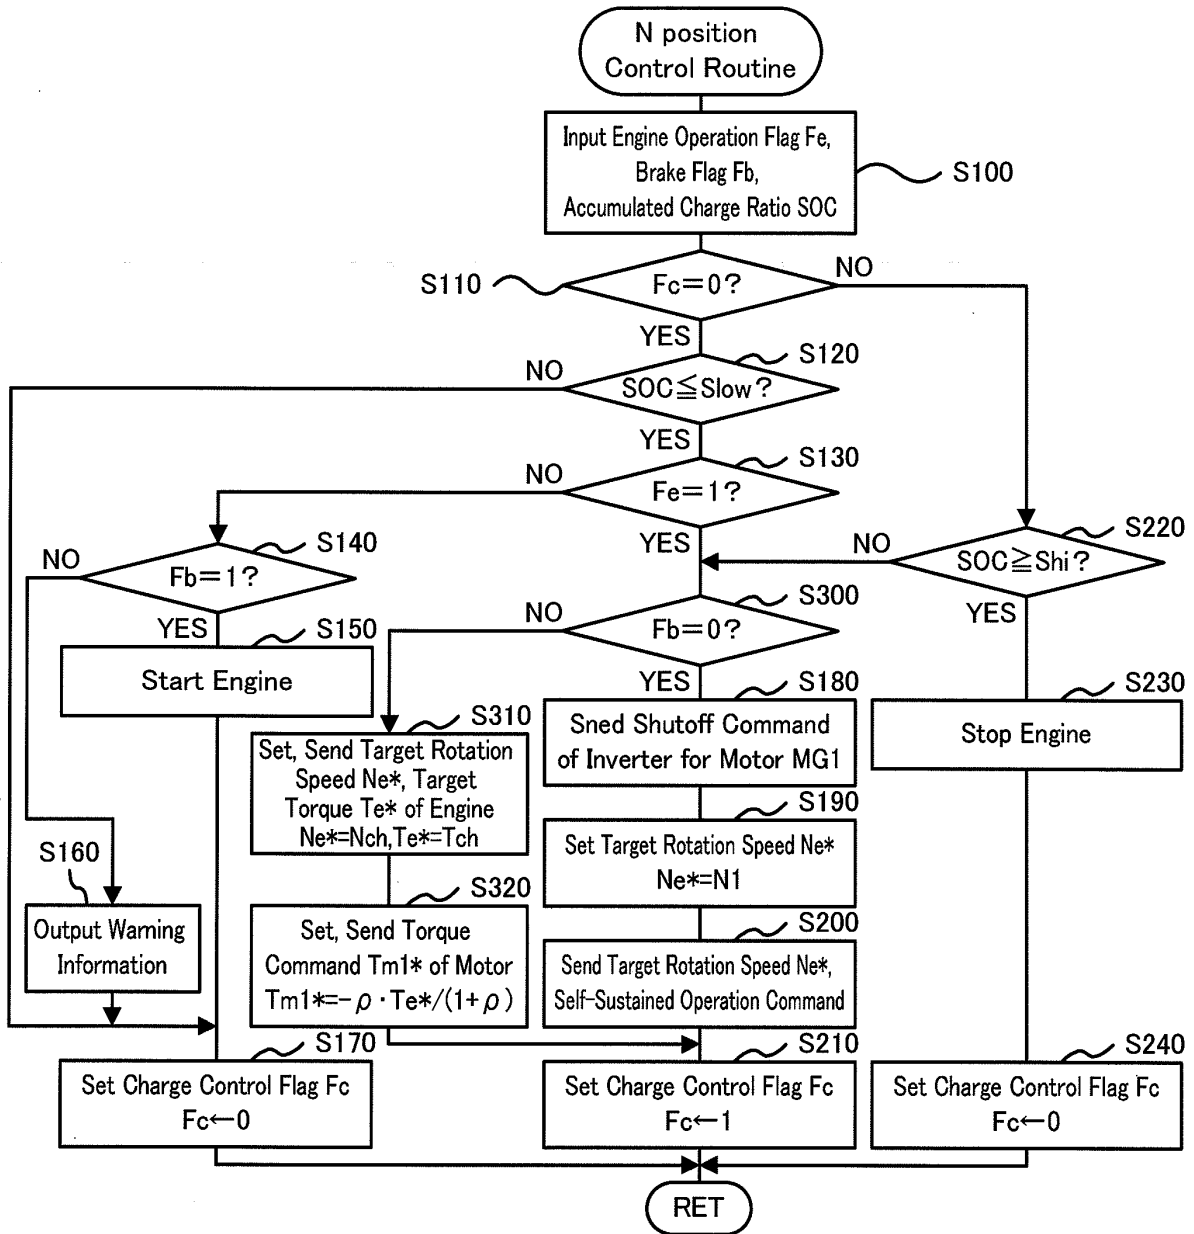 N position
Control Routine
Input Engine Operation Flag Fe,
Brake Flag Fb,
Accumulated Charge Ratio SOC
S100
S110
Fc=0?
NO
YES
S120
NO
SOC≦Slow?
YES
S130
NO
Fe=1?
YES
S140
NO
Fb=1?
YES
S220
NO
SOC≧Shi?
YES
S300
NO
Fb=0?
YES
S150
Start Engine
S180
Sned Shutoff Command
of Inverter for Motor MG1
S230
Stop Engine
S310
Set, Send Target Rotation
Speed Ne*, Target
Torque Te* of Engine
Ne*=Nch,Te*=Tch
S190
Set Target Rotation Speed Ne*
Ne*=N1
S160
Output Warning
Information
S320
Set, Send Torque
Command Tm1* of Motor
Tm1*=-ρ・Te*/(1+ρ)
S200
Send Target Rotation Speed Ne*,
Self-Sustained Operation Command
S170
Set Charge Control Flag Fc
Fc←0
S210
Set Charge Control Flag Fc
Fc←1
S240
Set Charge Control Flag Fc
Fc←0
RET